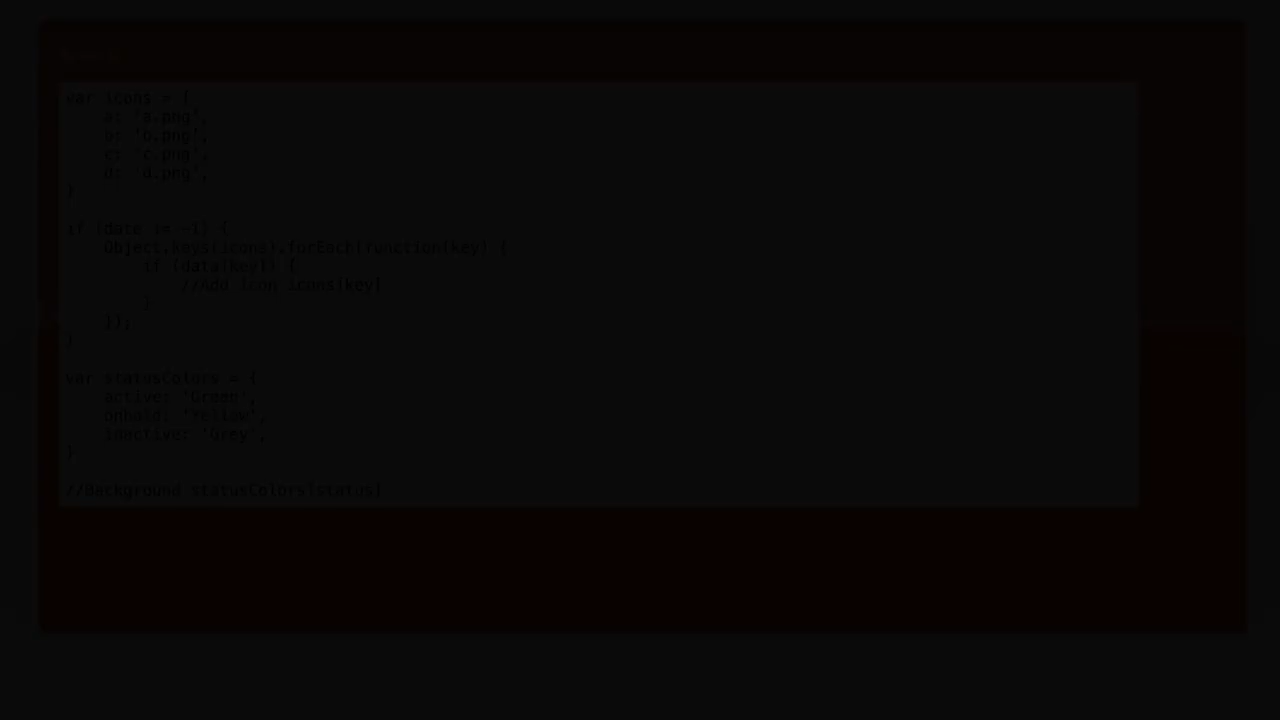 var icons = {
a: 'a.png',
b: 'b.png',
c: 'c.png',
d: 'd.png',
}
if (data != -1) {
Object.keys(icons).forEach(function(key) {
if (data[key]) {
//Add icon icons[key]
}
});
}
var statusColors = {
active: 'Green',
onhold: 'Yellow',
inactive: 'Grey',
}
//Background statusColors[status]